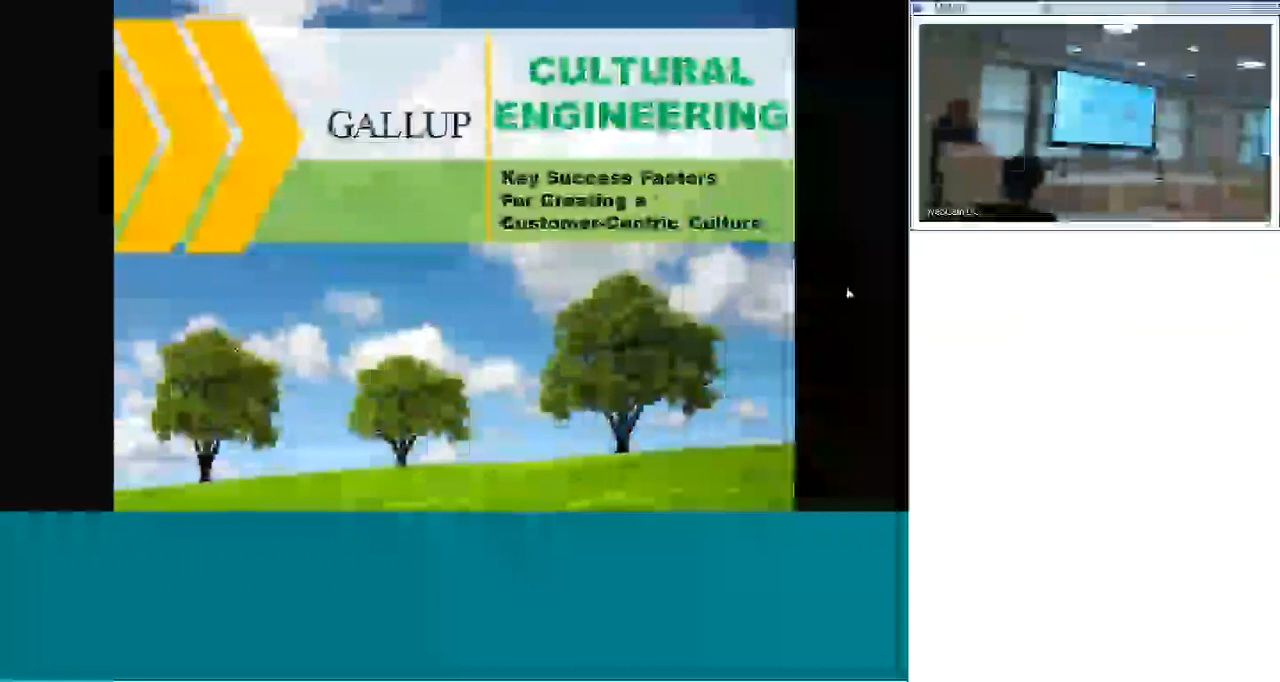 GALLUP
CULTURAL
ENGINEERING
Key Success Factors
For Creating a
Customer-Centric Culture